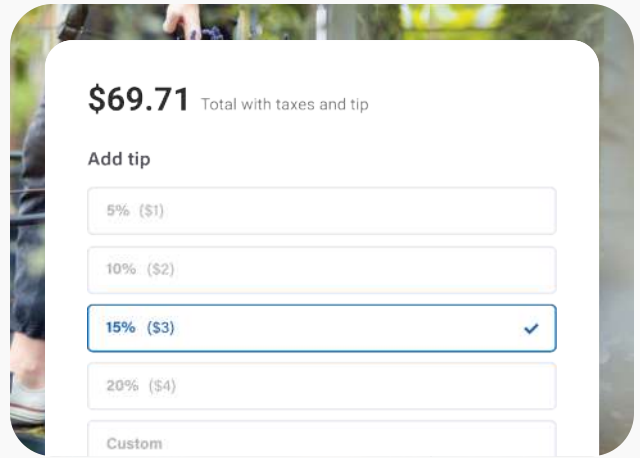 $69.71 Total with taxes and tip
Add tip
5% ($1)
10% ($2)
15% ($3)
20% ($4)
Custom